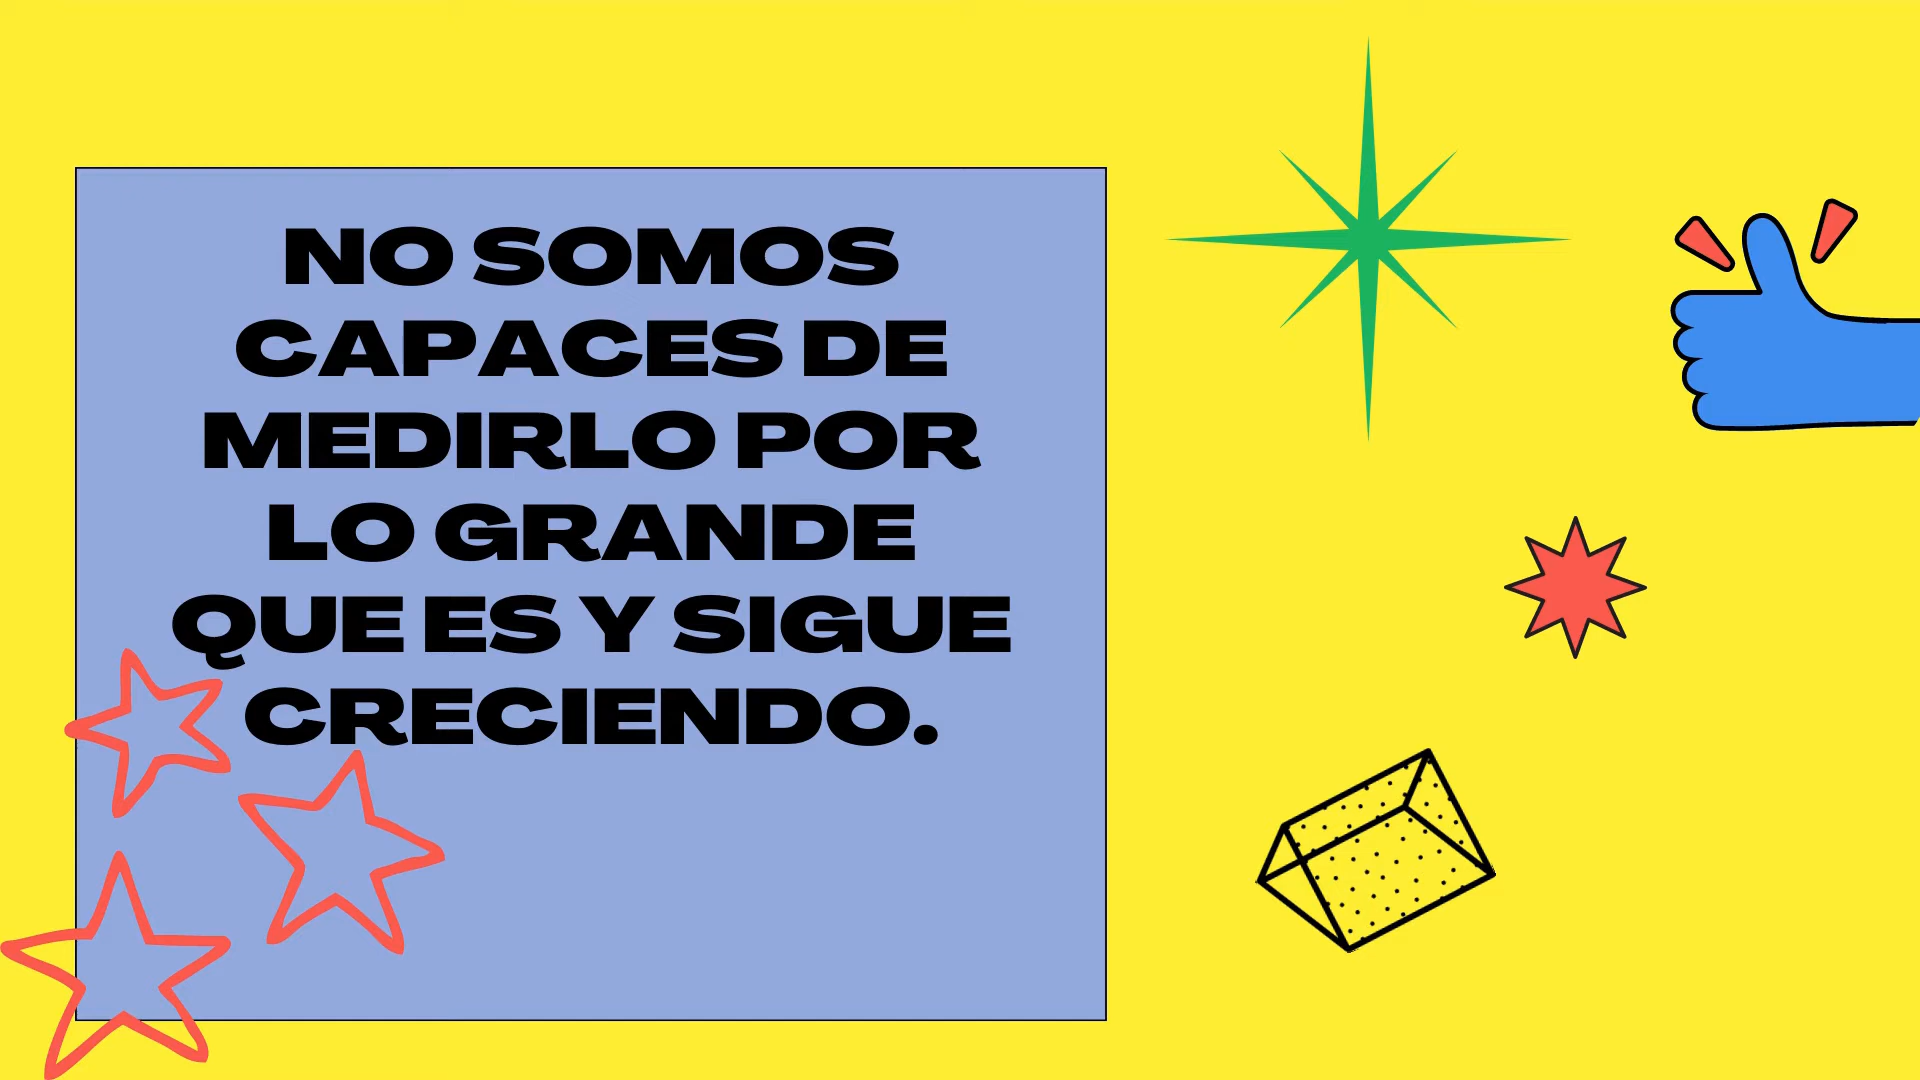 NO SOMOS
CAPACES DE
MEDIRLO POR
LO GRANDE
QUE ES Y SIGUE
CRECIENDO.